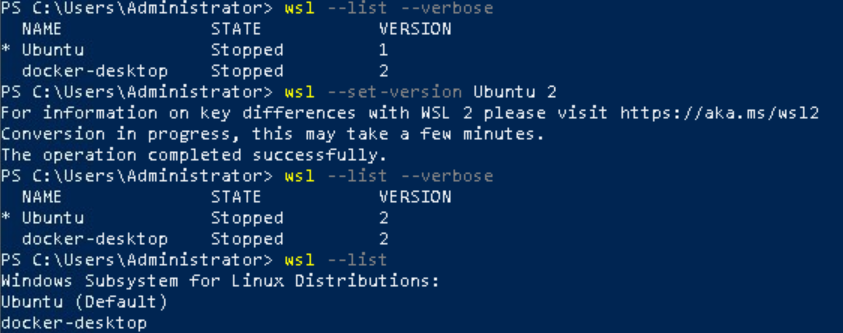 PS C:\Users\Administrator> wsl --list --verbose
  NAME              STATE           VERSION
* Ubuntu            Stopped         1
  docker-desktop    Stopped         2
PS C:\Users\Administrator> wsl --set-version Ubuntu 2
For information on key differences with WSL 2 please visit https://aka.ms/wsl2
Conversion in progress, this may take a few minutes.
The operation completed successfully.
PS C:\Users\Administrator> wsl --list --verbose
  NAME              STATE           VERSION
* Ubuntu            Stopped         2
  docker-desktop    Stopped         2
PS C:\Users\Administrator> wsl --list
Windows Subsystem for Linux Distributions:
Ubuntu (Default)
docker-desktop